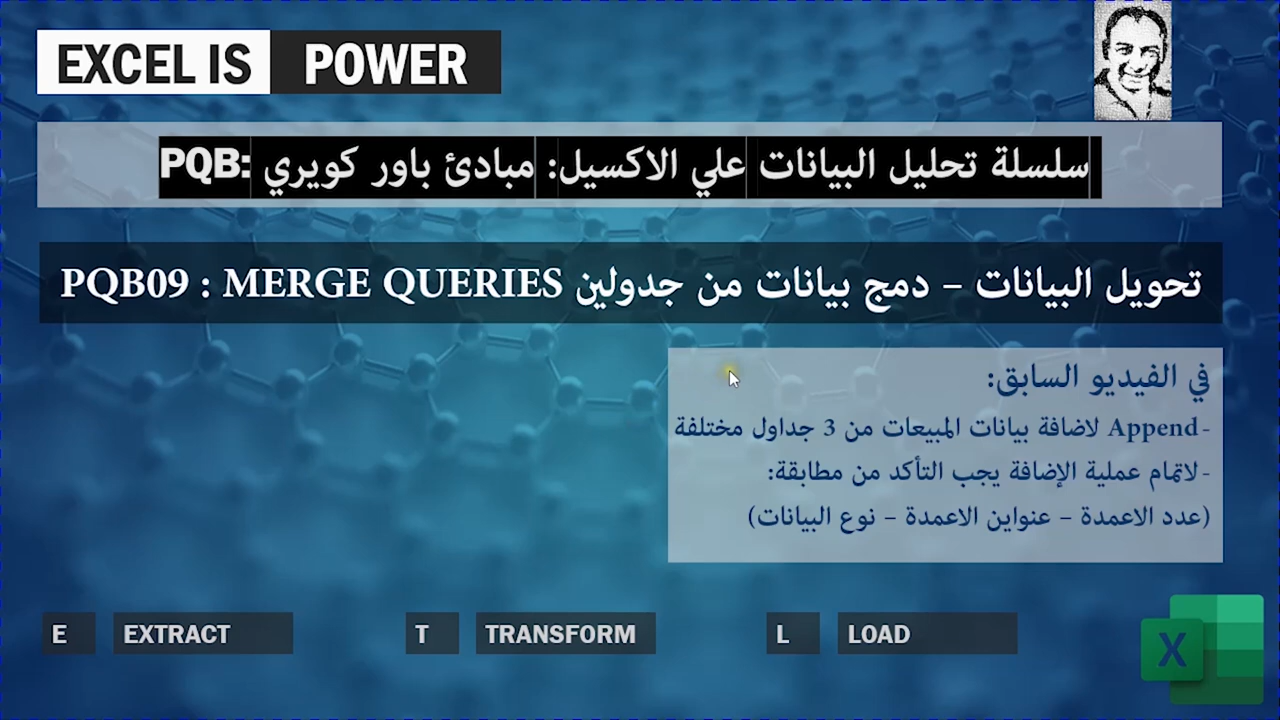 EXCEL IS POWER
سلسلة تحليل البيانات علي الاكسيل: مبادئ باور كويري PQB:
تحويل البيانات – دمج بيانات من جدولين PQB09 : MERGE QUERIES
في الفيديو السابق:
-Append لاضافة بيانات المبيعات من 3 جداول مختلفة
-لاتمام عملية الإضافة يجب التأكد من مطابقة:
(عدد الاعمدة – عنواين الاعمدة – نوع البيانات)
E EXTRACT T TRANSFORM L LOAD
X